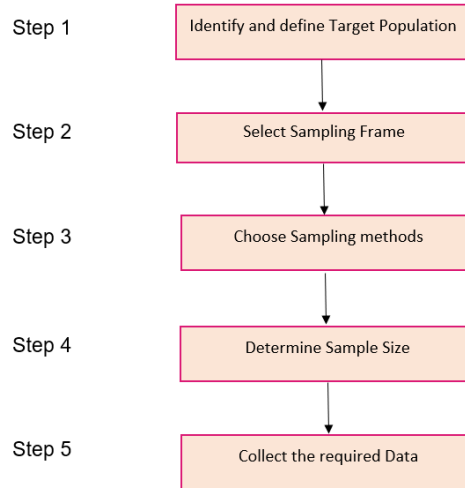 Step 1
Identify and define Target Population
Step 2
Select Sampling Frame
Step 3
Choose Sampling methods
Step 4
Determine Sample Size
Step 5
Collect the required Data